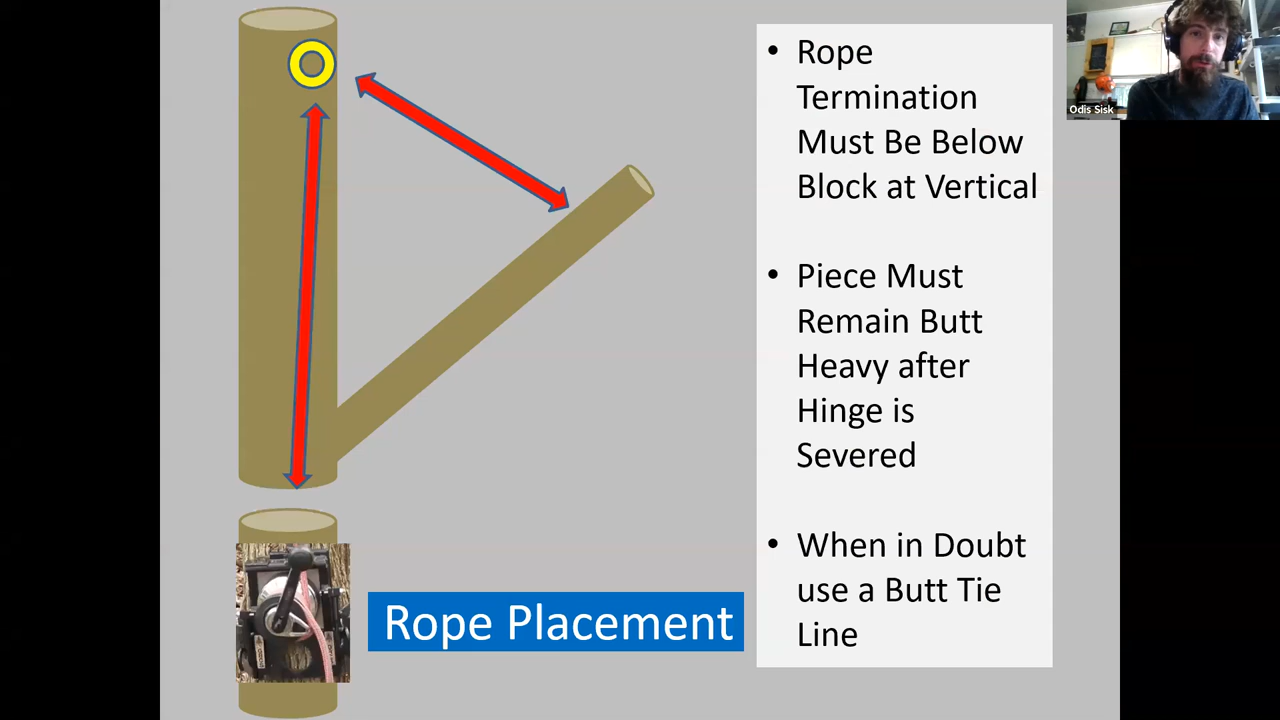 Rope
Termination
Must Be Below
Block at Vertical
Piece Must
Remain Butt
Heavy after
Hinge is
Severed
When in Doubt
use a Butt Tie
Line
Rope Placement
Odis Sisk